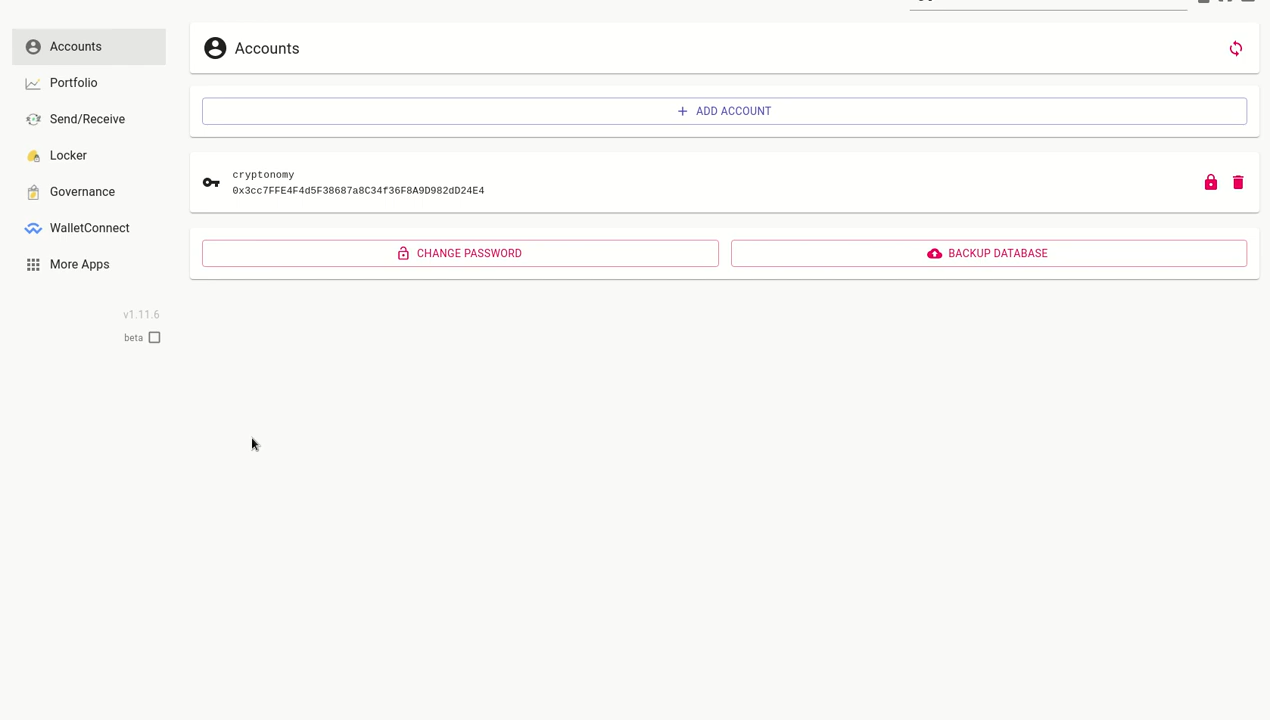 Accounts
Portfolio
Send/Receive
Locker
Governance
WalletConnect
More Apps
v1.11.6
beta
Accounts
ADD ACCOUNT
cryptonomy
0x3cc7FFE4F4d5F38687a8C34f36F8A9D982dD24E4
CHANGE PASSWORD
BACKUP DATABASE